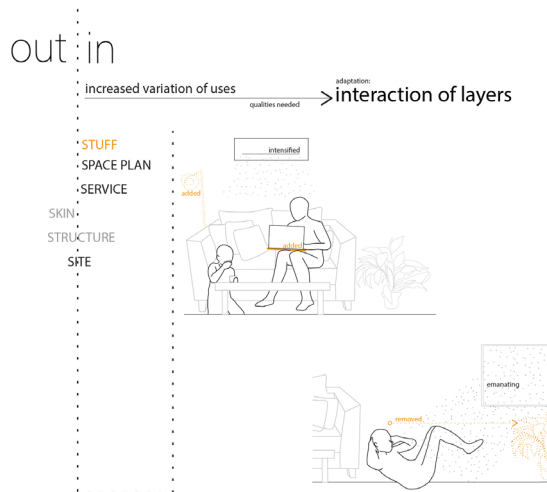 out in
increased variation of uses
qualities needed
adaptation:
interaction of layers
STUFF
SPACE PLAN
SERVICE
SKIN
STRUCTURE
SITE
intensified
added
added
emanating
removed